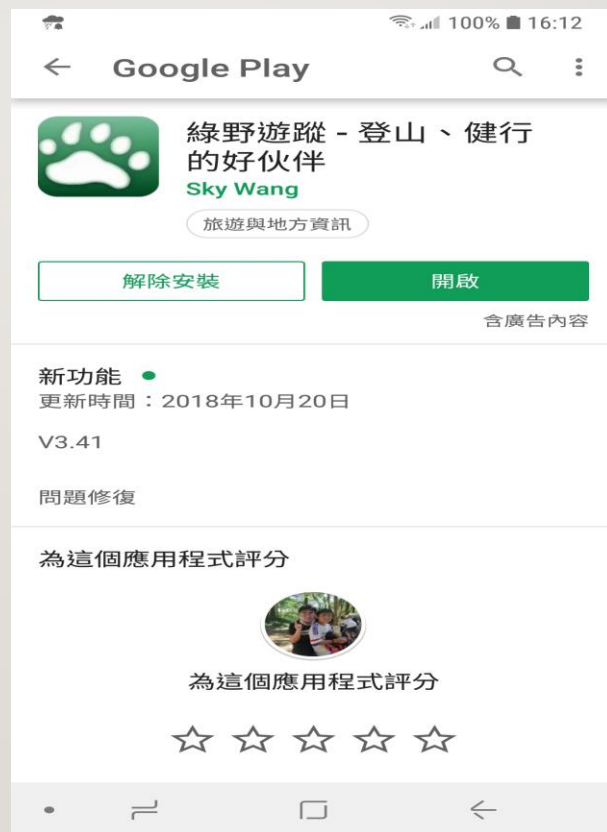 100% 16:12
Google Play
綠野遊蹤 - 登山、健行
的好伙伴
Sky Wang
旅遊與地方資訊
解除安裝
開啟
含廣告內容
新功能
更新時間：2018年10月20日
V3.41
問題修復
為這個應用程式評分
為這個應用程式評分